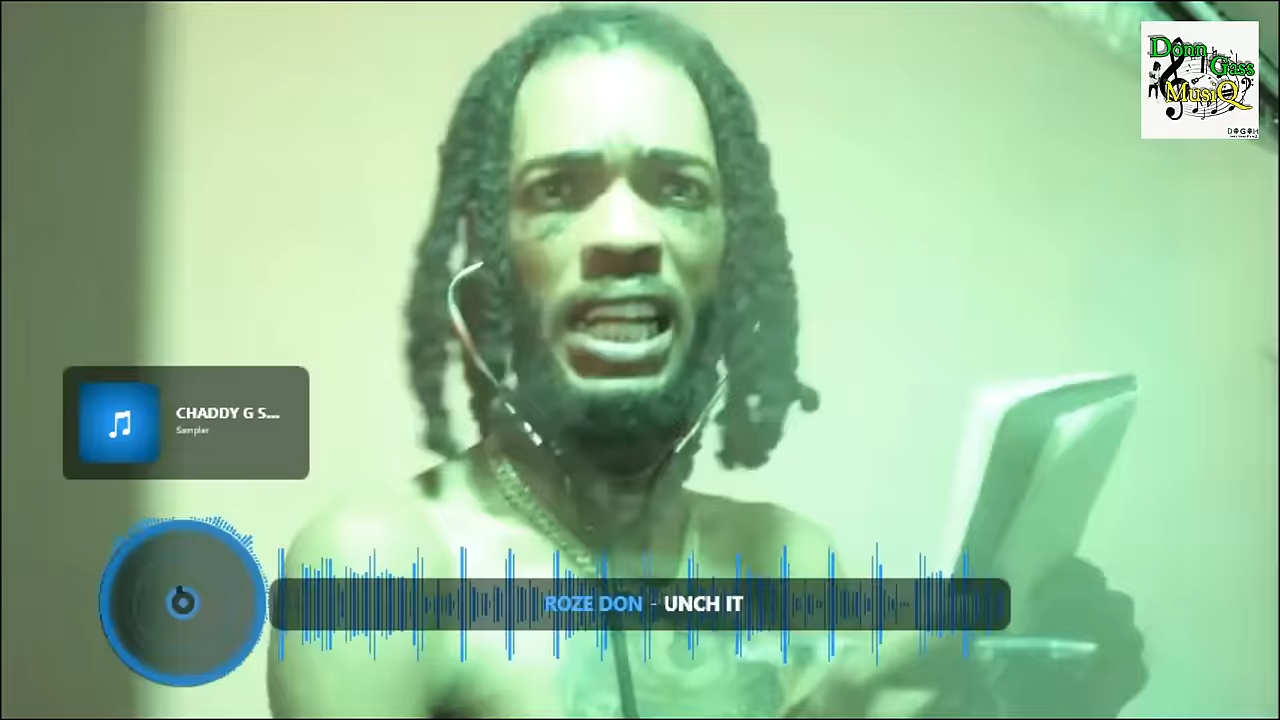 Donn
Gass
MusiQ
CHADDY G S...
Sampler
ROZE DON - UNCH IT